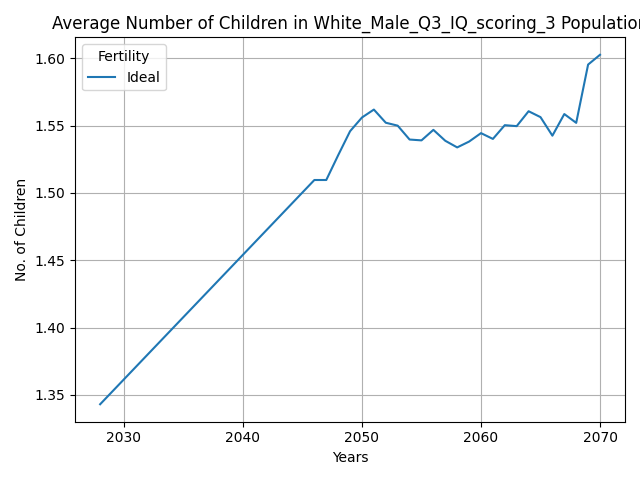 Average Number of Children in White_Male_Q3_IQ_scoring_3 Population
Fertility
Ideal
No. of Children
1.60
1.55
1.50
1.45
1.40
1.35
2030 2040 2050 2060 2070
Years